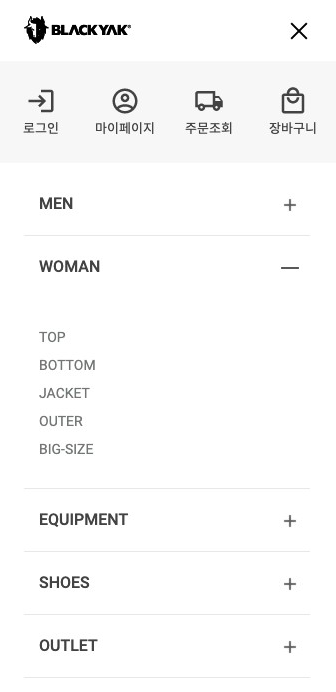 BLACKYAK
로그인
마이페이지
주문조회
장바구니
MEN
WOMAN
TOP
BOTTOM
JACKET
OUTER
BIG-SIZE
EQUIPMENT
SHOES
OUTLET